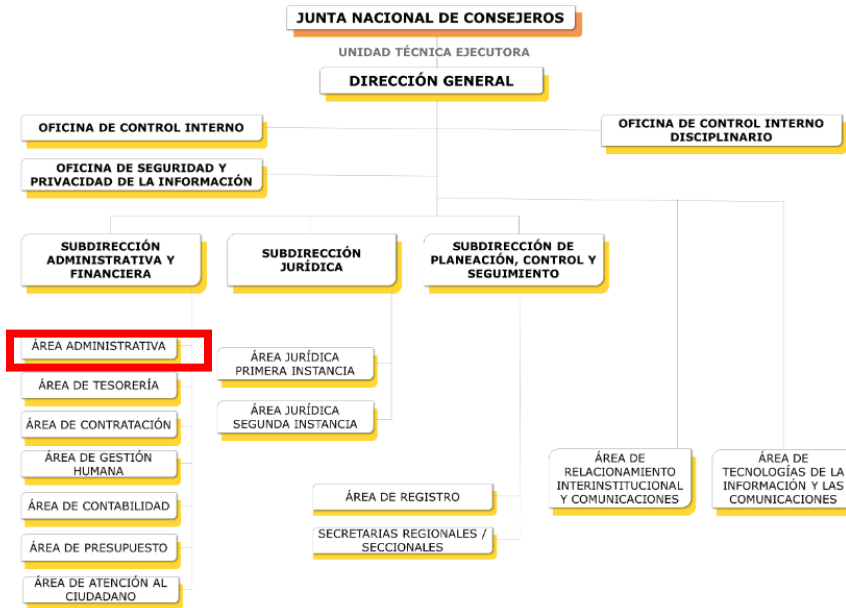 JUNTA NACIONAL DE CONSEJEROS
UNIDAD TÉCNICA EJECUTORA
DIRECCIÓN GENERAL
OFICINA DE CONTROL INTERNO
OFICINA DE CONTROL INTERNO
DISCIPLINARIO
OFICINA DE SEGURIDAD Y
PRIVACIDAD DE LA INFORMACIÓN
SUBDIRECCIÓN
ADMINISTRATIVA Y
FINANCIERA
SUBDIRECCIÓN
JURÍDICA
SUBDIRECCIÓN DE
PLANEACIÓN, CONTROL Y
SEGUIMIENTO
ÁREA ADMINISTRATIVA
ÁREA DE TESORERÍA
ÁREA DE CONTRATACIÓN
ÁREA DE GESTIÓN
HUMANA
ÁREA DE CONTABILIDAD
ÁREA DE PRESUPUESTO
ÁREA DE ATENCIÓN AL
CIUDADANO
ÁREA JURÍDICA
PRIMERA INSTANCIA
ÁREA JURÍDICA
SEGUNDA INSTANCIA
ÁREA DE REGISTRO
SECRETARIAS REGIONALES /
SECCIONALES
ÁREA DE
RELACIONAMIENTO
INTERINSTITUCIONAL
Y COMUNICACIONES
ÁREA DE
TECNOLOGÍAS DE LA
INFORMACIÓN Y LAS
COMUNICACIONES